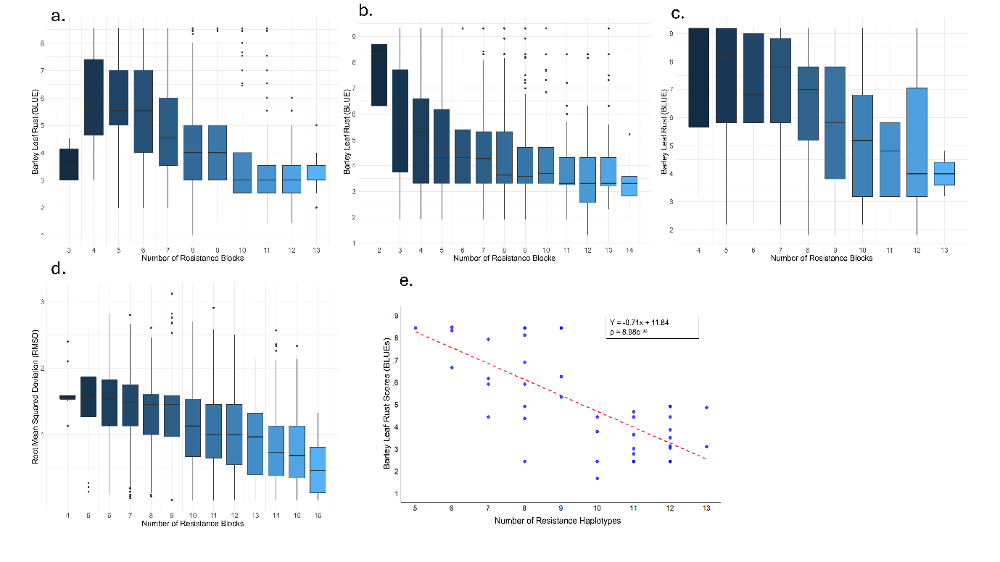 a.
Barley Leaf Rust (BLUE)
8
7
6
5
4
3
2
1
3 4 5 6 7 8 9 10 11 12 13
Number of Resistance Blocks
b.
Barley Leaf Rust (BLUE)
9
8
7
6
5
4
3
2
1
2 3 4 5 6 7 8 9 10 11 12 13 14
Number of Resistance Blocks
c.
Barley Leaf Rust (BLUE)
9
8
7
6
5
4
3
2
4 5 6 7 8 9 10 11 12 13
Number of Resistance Blocks
d.
Root Mean Squared Deviation (RMSD)
3
2
1
4 5 6 7 8 9 10 11 12 13 14 15 16
Number of Resistance Blocks
e.
Barley Leaf Rust Scores (BLUEs)
9
8
7
6
5
4
3
2
1
Y = -0.71x + 11.84
p = 8.98e
5 6 7 8 9 10 11 12 13
Number of Resistance Haplotypes